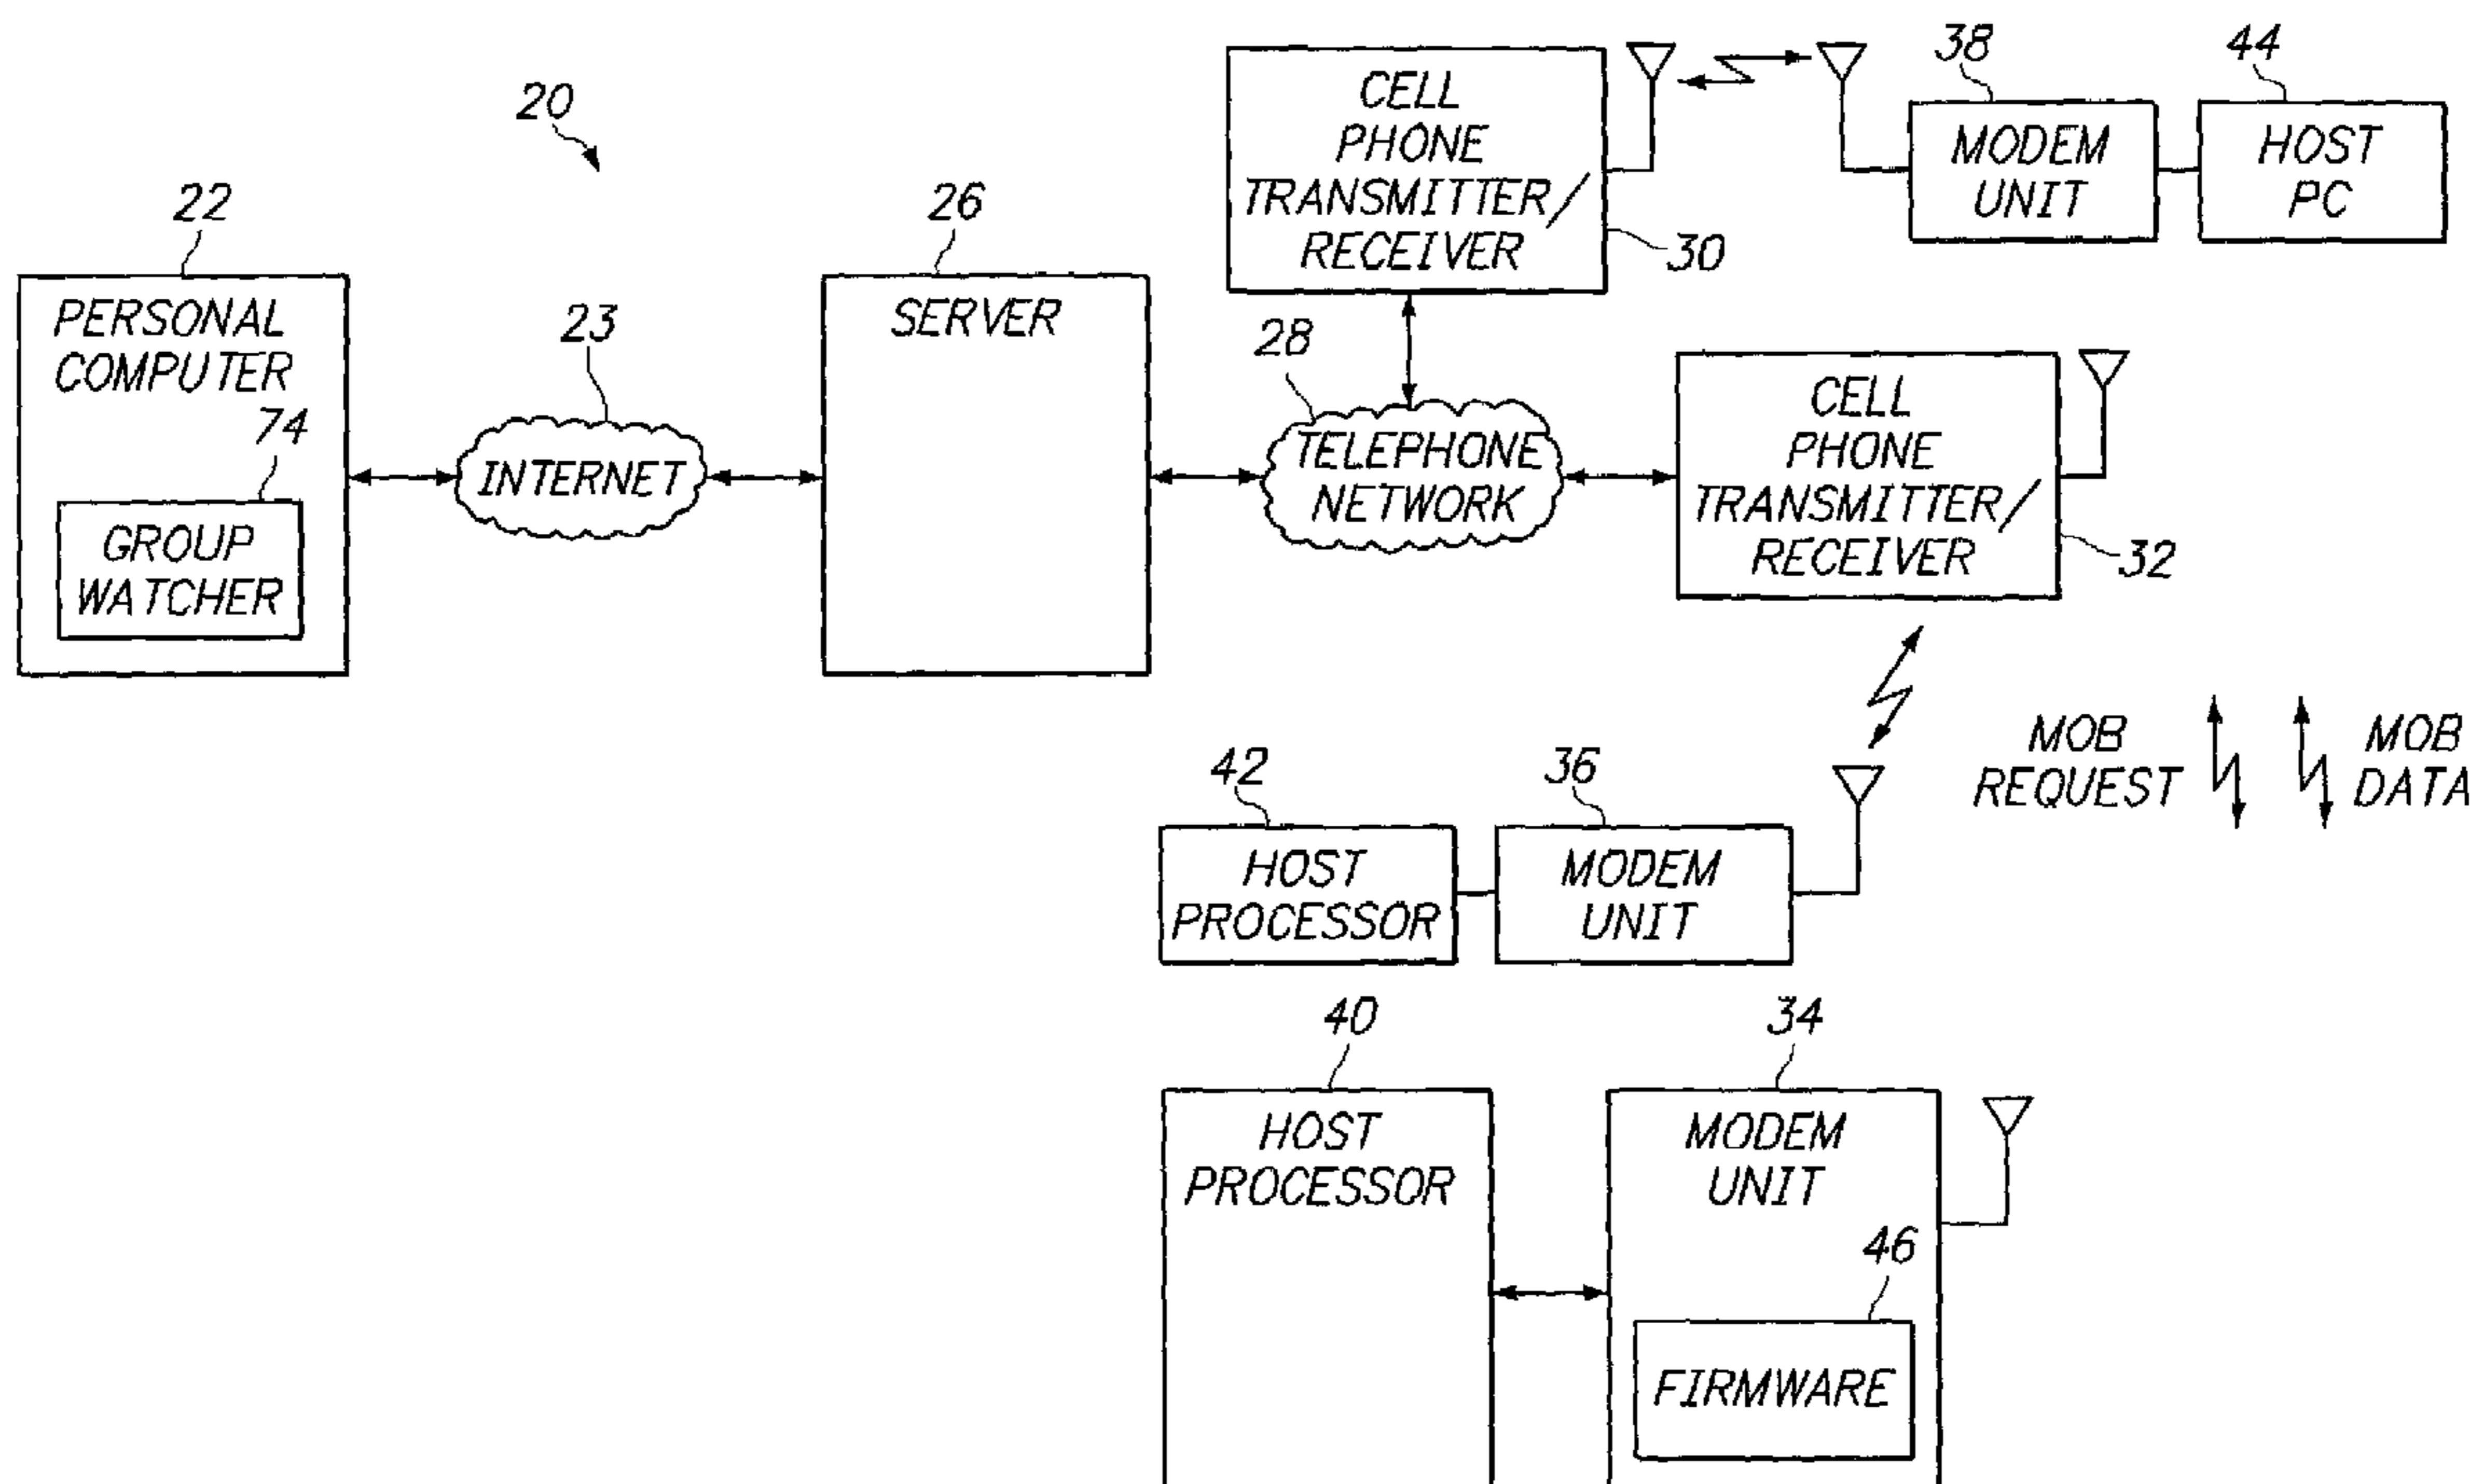 20
22
PERSONAL
COMPUTER
74
GROUP
WATCHER
23
INTERNET
26
SERVER
CELL
PHONE
TRANSMITTER/
RECEIVER
30
38
MODEM
UNIT
44
HOST
PC
28
TELEPHONE
NETWORK
CELL
PHONE
TRANSMITTER/
RECEIVER
32
MOB
REQUEST
MOB
DATA
42
HOST
PROCESSOR
36
MODEM
UNIT
40
HOST
PROCESSOR
34
MODEM
UNIT
46
FIRMWARE